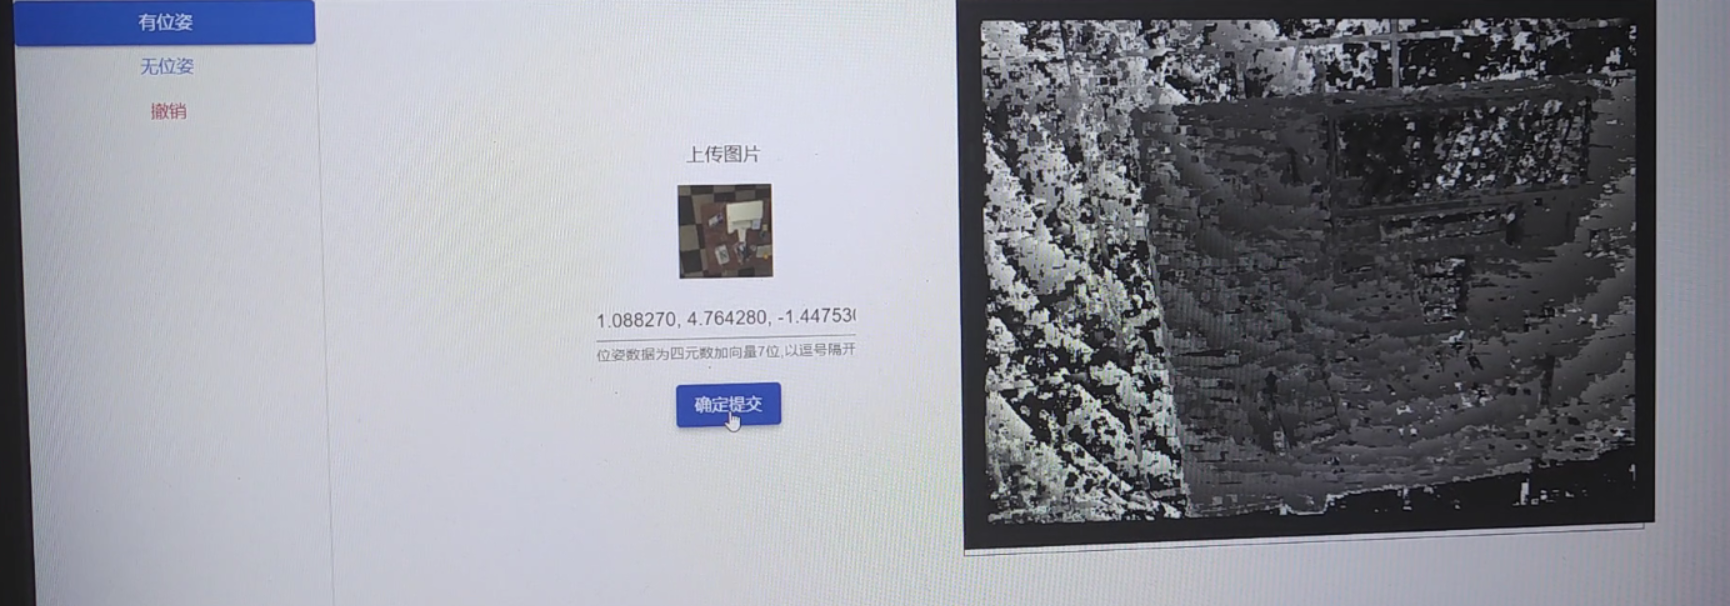 有位姿
无位姿
撤销
上传图片
1.088270, 4.764280, -1.44753(
位姿数据为四元数加向量7位,以逗号隔开
确定提交